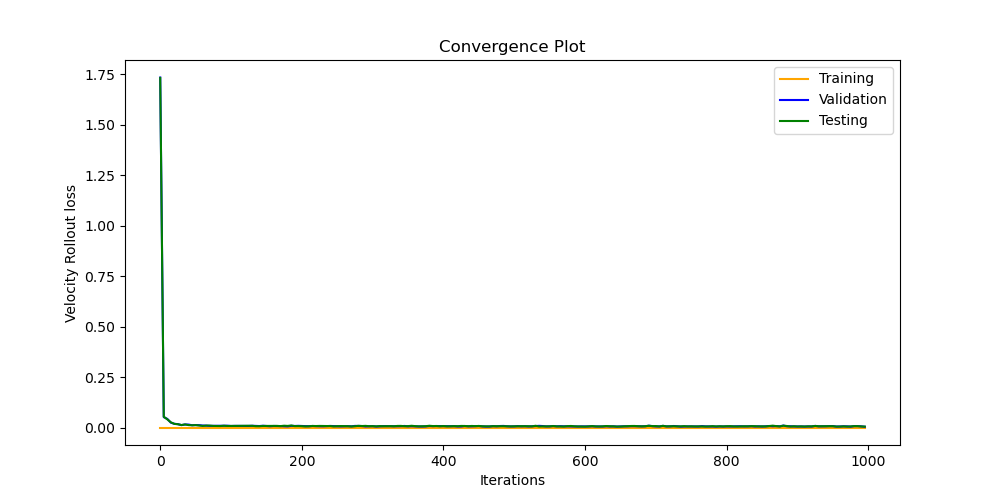 Convergence Plot
Velocity Rollout loss
1.75
1.50
1.25
1.00
0.75
0.50
0.25
0.00
Training
Validation
Testing
0 200 400 600 800 1000
Iterations